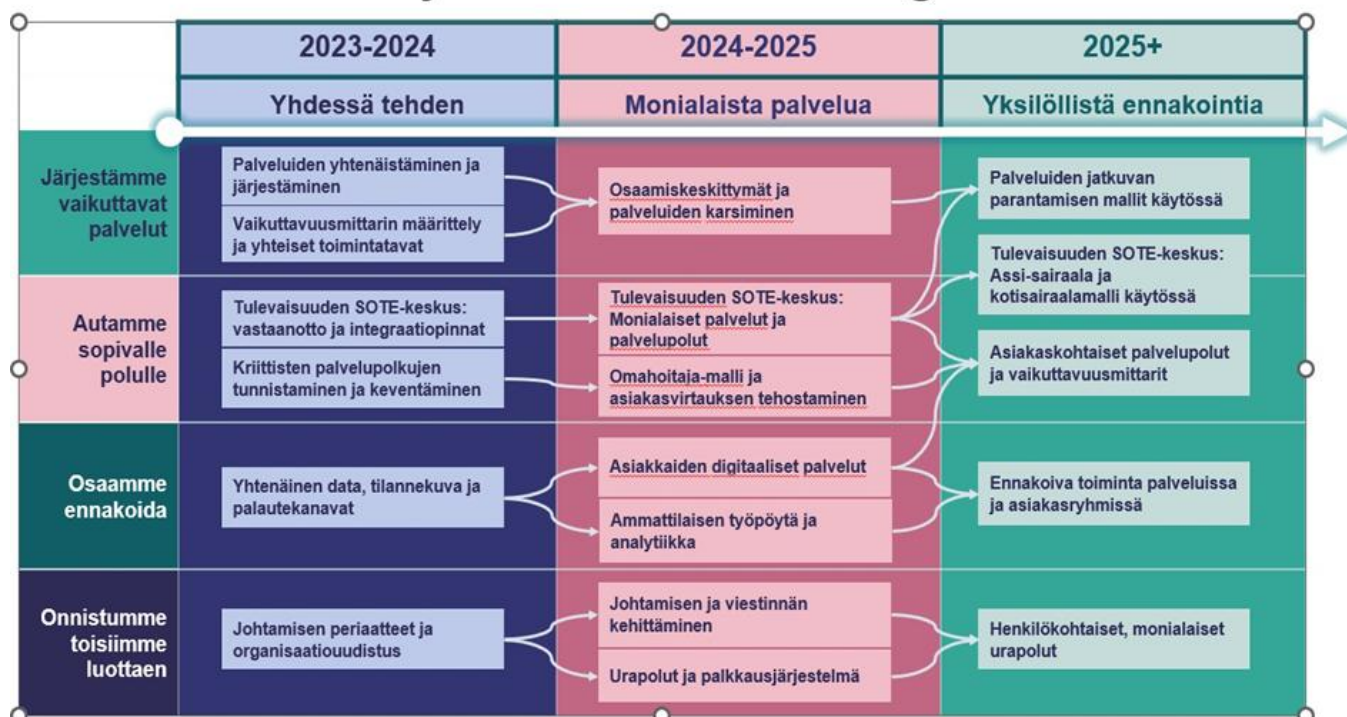 2023-2024
2024-2025
2025+
Yhdessä tehden
Monialaista palvelua
Yksilöllistä ennakointia
Järjestämme
vaikuttavat
palvelut
Palveluiden yhtenäistäminen ja
järjestäminen
Vaikuttavuusmittarin määrittely
ja yhteiset toimintatavat
Osaamiskeskittymät ja
palveluiden karsiminen
Palveluiden jatkuvan
parantamisen mallit käytössä
Tulevaisuuden SOTE-keskus:
Assi-sairaala ja
kotisairaalamalli käytössä
Autamme
sopivalle
polulle
Tulevaisuuden SOTE-keskus:
vastaanotto ja integraatiopinnat
Kriittisten palvelupolkujen
tunnistaminen ja keventäminen
Tulevaisuuden SOTE-keskus:
Monialaiset palvelut ja
palvelupolut
Omahoitaja-malli ja
asiakasvirtauksen tehostaminen
Asiakaskohtaiset palvelupolut
ja vaikuttavuusmittarit
Osaamme
ennakoida
Yhtenäinen data, tilannekuva ja
palautekanavat
Asiakkaiden digitaaliset palvelut
Ammattilaisen työpöytä ja
analytiikka
Ennakoiva toiminta palveluissa
ja asiakasryhmissä
Onnistumme
toisiimme
luottaen
Johtamisen periaatteet ja
organisaatiouudistus
Johtamisen ja viestinnän
kehittäminen
Urapolut ja palkkausjärjestelmä
Henkilökohtaiset, monialaiset
urapolut